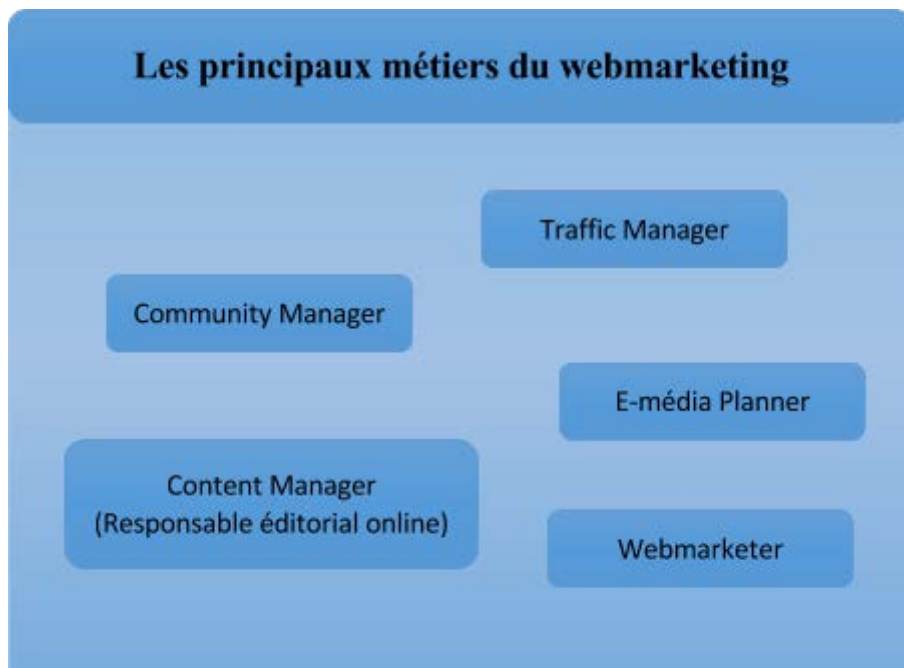 Les principaux métiers du webmarketing
Traffic Manager
Community Manager
E-média Planner
Content Manager
(Responsable éditorial online)
Webmarketer